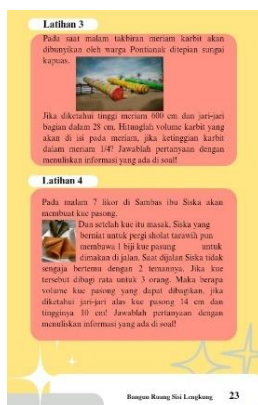 Latihan 3
Pada saat malam takbiran meriam karbit akan
dibunyikan oleh warga Pontianak ditepian sungai
kapuas.
Jika diketahui tinggi meriam 600 cm dan jari-jari
bagian dalam 28 cm. Hitunglah volume karbit yang
akan di isi pada meriam, jika ketinggian karbit
dalam meriam 1/4? Jawablah pertanyaan dengan
menuliskan informasi yang ada di soal!
Latihan 4
Pada malam 7 likor di Sambas ibu Siska akan
membuat kue pasong.
Dan setelah kue itu masak, Siska yang
berniat untuk pergi sholat tarawih pun
membawa 1 biji kue pasung untuk
dimakan di jalan. Saat dijalan Siska tidak
sengaja bertemu dengan 2 temannya. Jika kue
tersebut dibagi rata untuk 3 orang. Maka berapa
volume kue pasong yang dapat dibagikan, jika
diketahui jari-jari alas kue pasong 14 cm dan
tingginya 10 cm! Jawablah pertanyaan dengan
menuliskan informasi yang ada di soal!
Bangun Ruang Sisi Lengkung 23